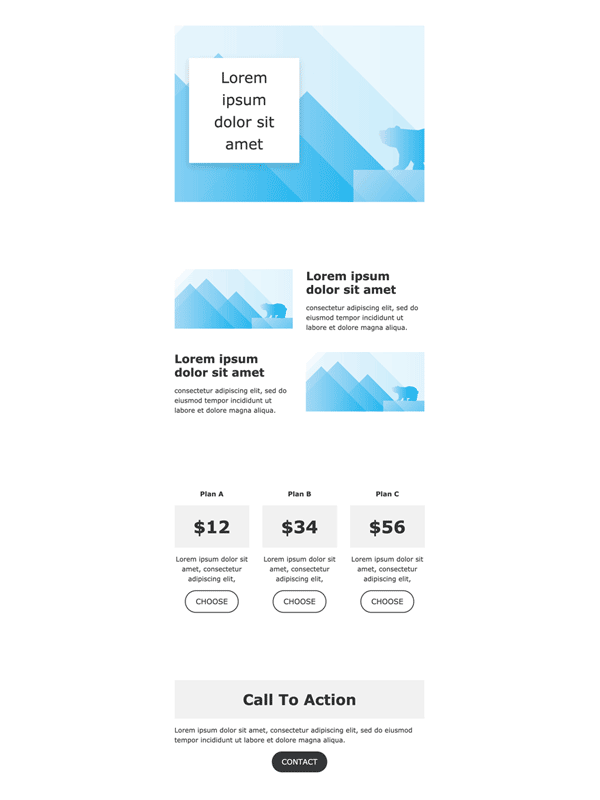 Lorem
ipsum
dolor sit
amet
Lorem ipsum
dolor sit amet
consectetur adipiscing elit, sed do
eiusmod tempor incididunt ut
labore et dolore magna aliqua.
Lorem ipsum
dolor sit amet
consectetur adipiscing elit, sed do
eiusmod tempor incididunt ut
labore et dolore magna aliqua.
Plan A
$12
Lorem ipsum dolor sit
amet, consectetur
adipiscing elit,
CHOOSE
Plan B
$34
Lorem ipsum dolor sit
amet, consectetur
adipiscing elit,
CHOOSE
Plan C
$56
Lorem ipsum dolor sit
amet, consectetur
adipiscing elit,
CHOOSE
Call To Action
Lorem ipsum dolor sit amet, consectetur adipiscing elit, sed do eiusmod
tempor incididunt ut labore et dolore magna aliqua.
CONTACT